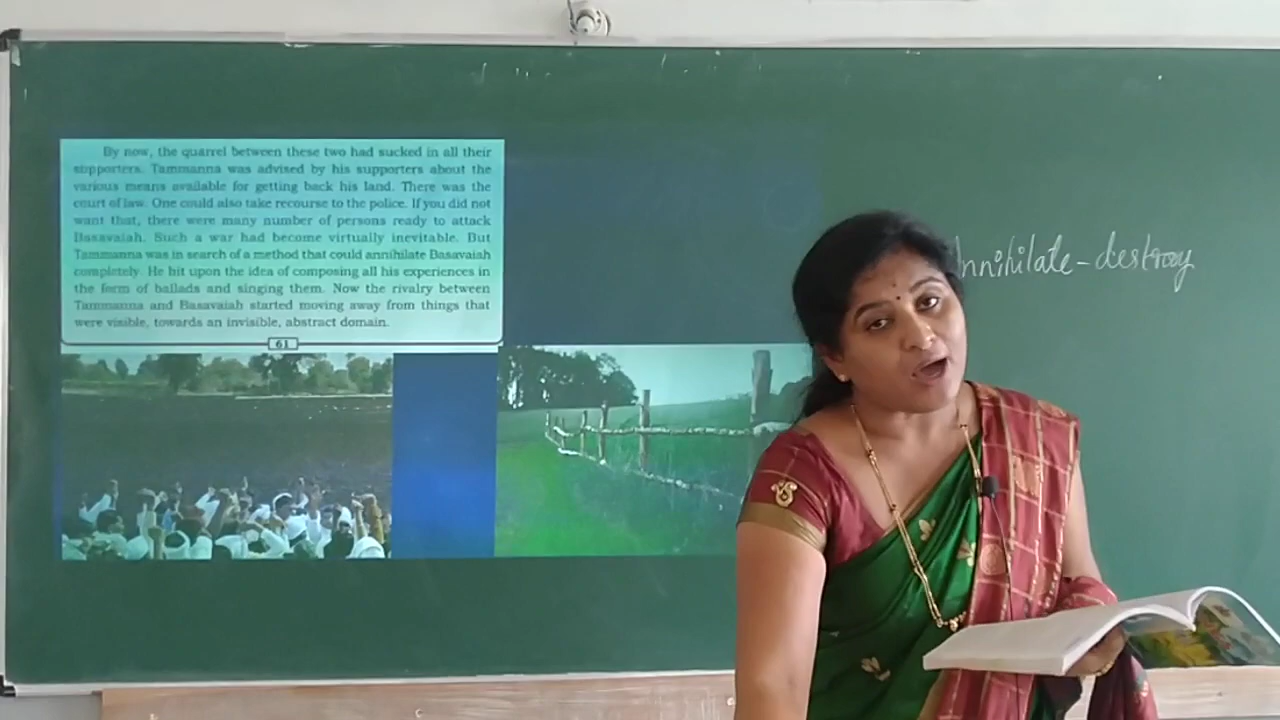 By now, the quarrel between these two had sucked in all their
supporters. Tammanna was advised by his supporters about the
various means available for getting back his land. There was the
court of law. One could also take recourse to the police. If you did not
want that, there were many number of persons ready to attack
Basavaiah. Such a war had become virtually inevitable. But
Tammanna was in search of a method that could annihilate Basavaiah
completely. He hit upon the idea of composing all his experiences in
the form of ballads and singing them. Now the rivalry between
Tammanna and Basavaiah started moving away from things that
were visible, towards an invisible, abstract domain.
61
Annihilate - destroy